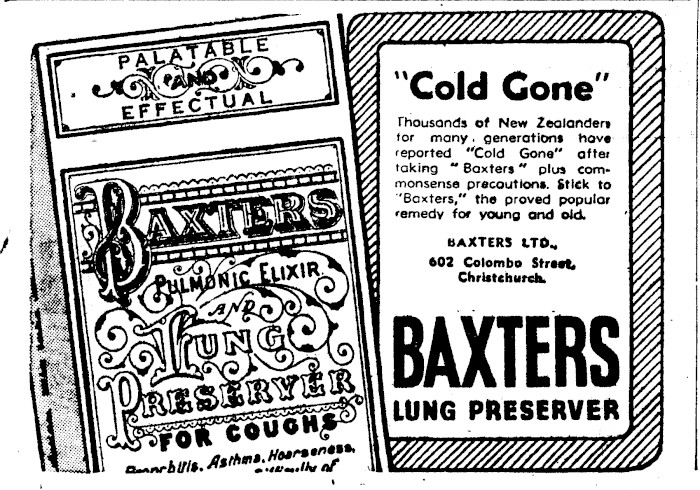 PALATABLE
AND
EFFECTUAL
BAXTERS
PULMONIC ELIXIR
AND
LUNG
PRESERVER
FOR COUGHS
Bronchitis, Asthma, Hoarseness,
Difficulty of
"Cold Gone"
Thousands of New Zealanders
for many generations have
reported "Cold Gone" after
taking "Baxters" plus com-
monsense precautions. Stick to
"Baxters," the proved popular
remedy for young and old.
BAXTERS LTD.,
602 Colombo Street,
Christchurch.
BAXTERS
LUNG PRESERVER